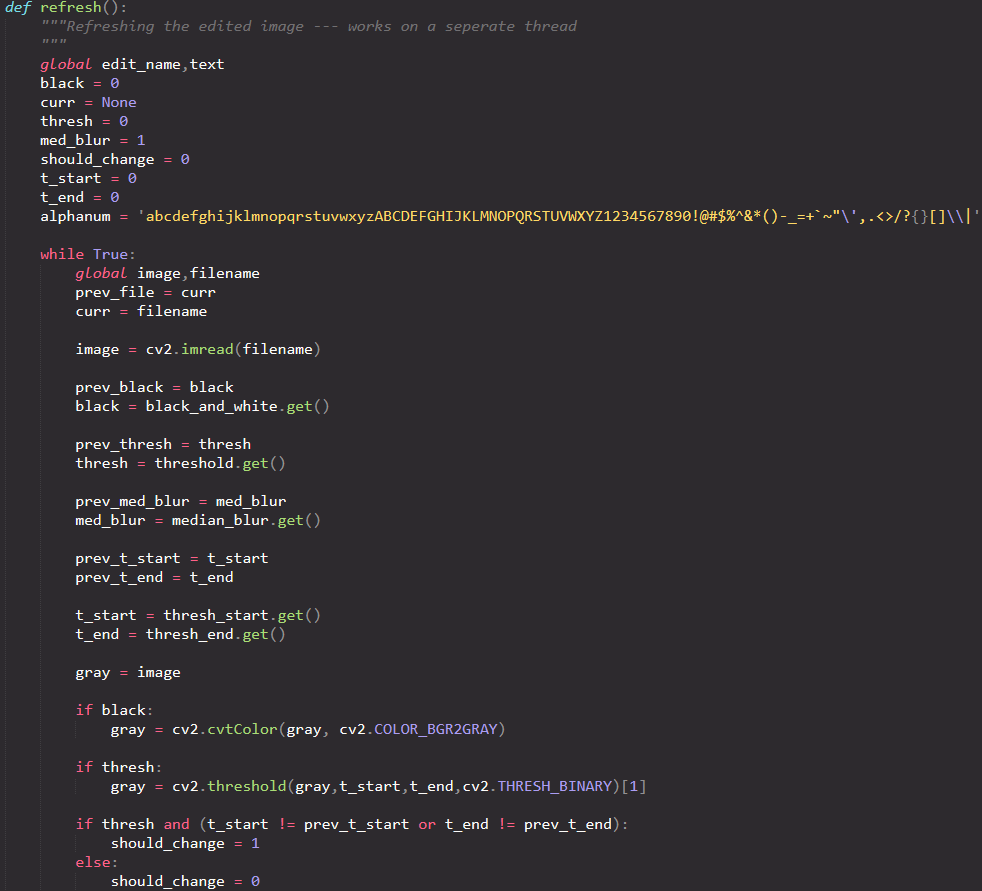 def refresh():
    """Refreshing the edited image --- works on a seperate thread
    """
    global edit_name,text
    black = 0
    curr = None
    thresh = 0
    med_blur = 1
    should_change = 0
    t_start = 0
    t_end = 0
    alphanum = 'abcdefghijklmnopqrstuvwxyzABCDEFGHIJKLMNOPQRSTUVWXYZ1234567890!@#$%^&*()-_=+`~"\',.<>/?{}[]\\|'
    while True:
        global image,filename
        prev_file = curr
        curr = filename
        image = cv2.imread(filename)
        prev_black = black
        black = black_and_white.get()
        prev_thresh = thresh
        thresh = threshold.get()
        prev_med_blur = med_blur
        med_blur = median_blur.get()
        prev_t_start = t_start
        prev_t_end = t_end
        t_start = thresh_start.get()
        t_end = thresh_end.get()
        gray = image
        if black:
            gray = cv2.cvtColor(gray, cv2.COLOR_BGR2GRAY)
        if thresh:
            gray = cv2.threshold(gray,t_start,t_end,cv2.THRESH_BINARY)[1]
        if thresh and (t_start != prev_t_start or t_end != prev_t_end):
            should_change = 1
        else:
            should_change = 0